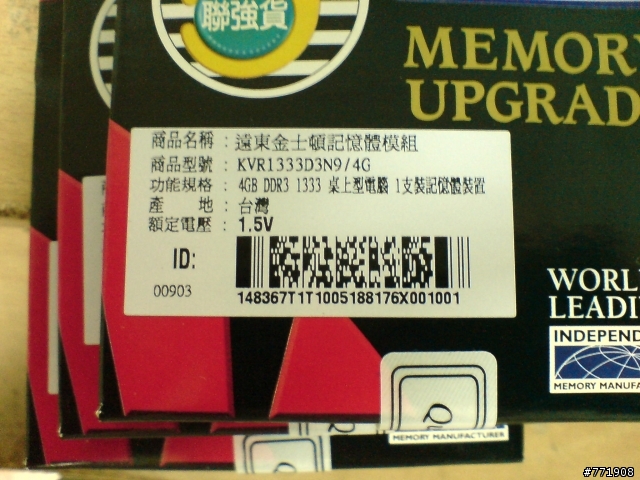 聯強貨
MEMOR
UPGRAD
商品名稱：遠東金士頓記憶體模組
商品型號：KVR1333D3N9/4G
功能規格：4GB DDR3 1333 桌上型電腦 1支裝記憶體裝置
產 地：台灣
額定電壓：1.5V
ID:
00903
148367T1T1005188176X001001
WORL
LEADI
INDEPEND
MEMORY MANUFA
QU
MEMORY MANUFACTURER
#771908